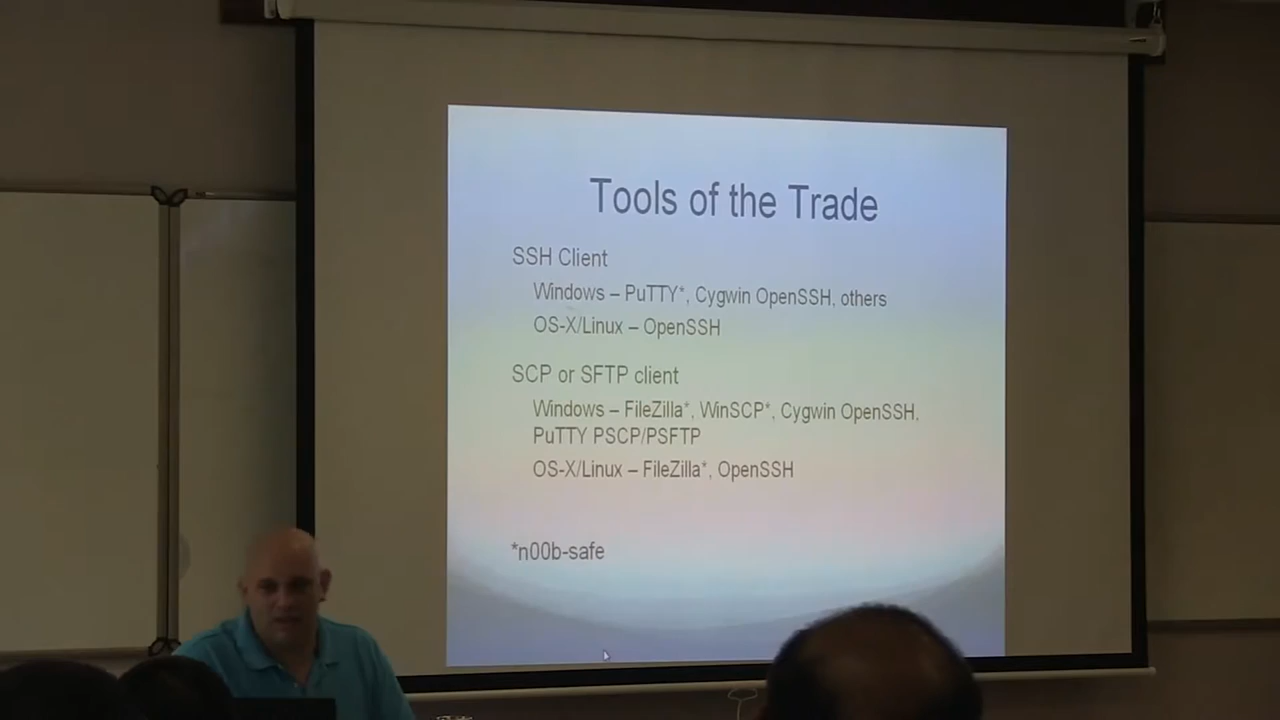 Tools of the Trade
SSH Client
Windows – PuTTY*, Cygwin OpenSSH, others
OS-X/Linux – OpenSSH
SCP or SFTP client
Windows – FileZilla*, WinSCP*, Cygwin OpenSSH,
PuTTY PSCP/PSFTP
OS-X/Linux – FileZilla*, OpenSSH
*n00b-safe